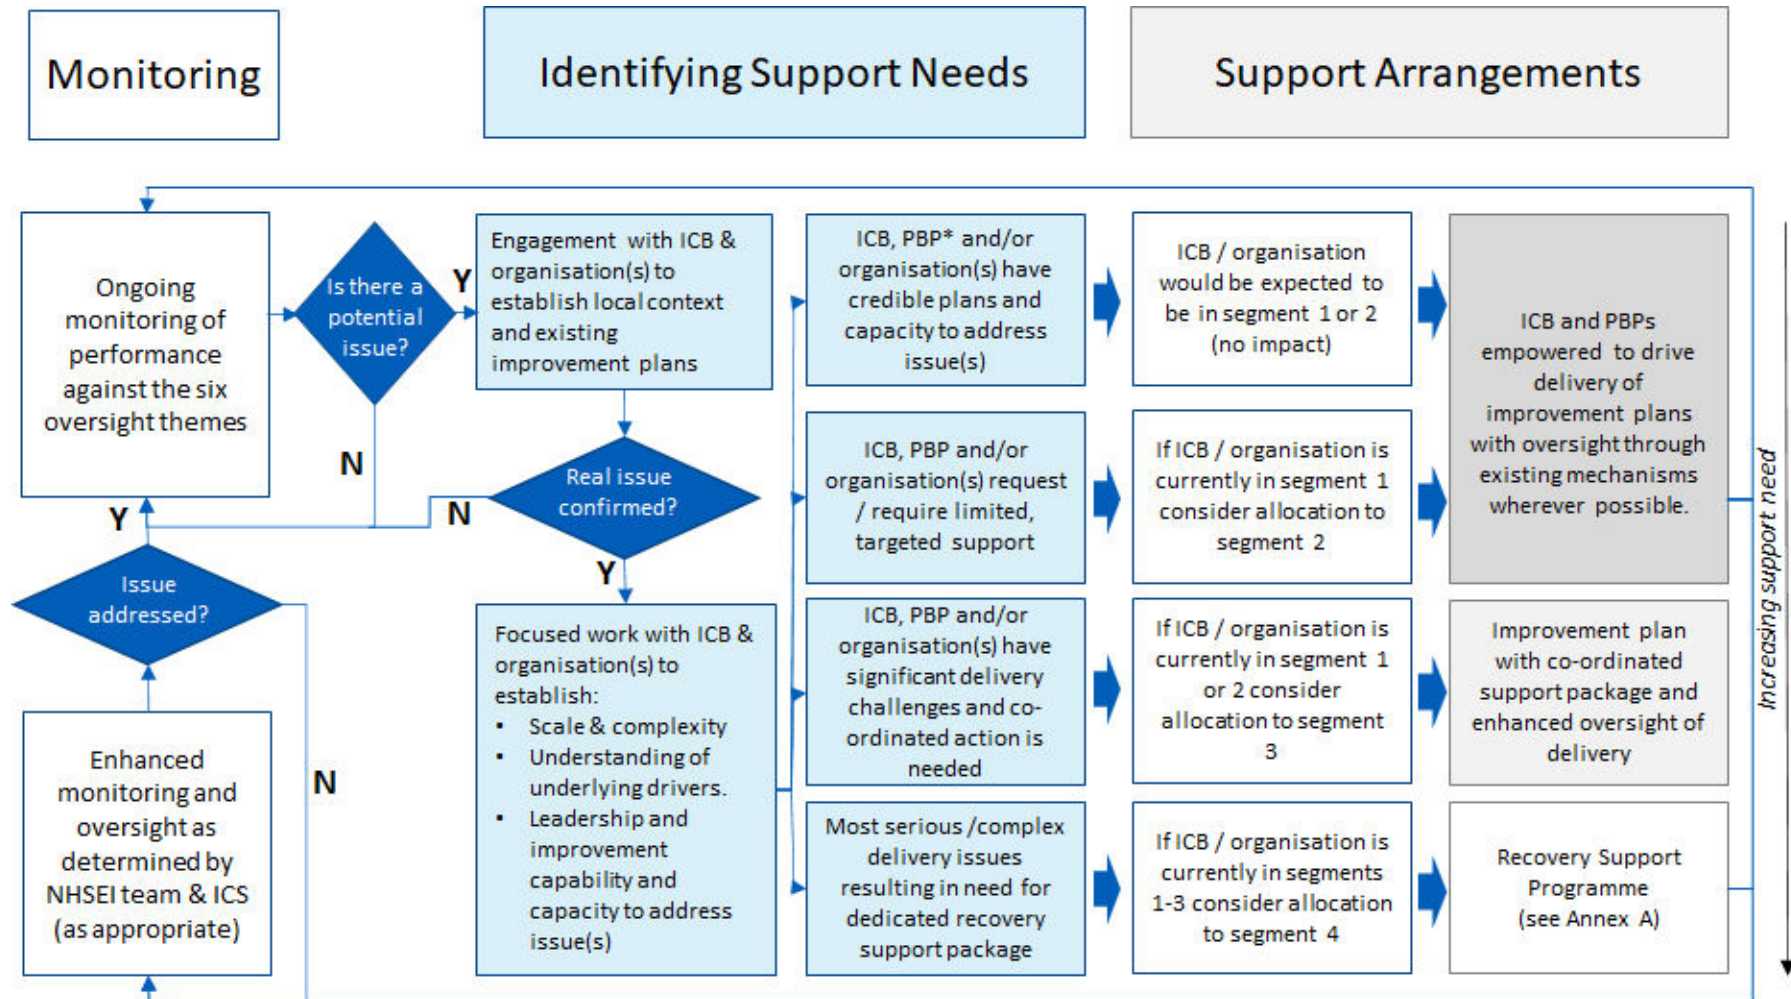 Monitoring
Identifying Support Needs
Support Arrangements
Ongoing
monitoring of
performance
against the six
oversight themes
Is there a
potential
issue?
Y
N
Engagement with ICB &
organisation(s) to
establish local context
and existing
improvement plans
Real issue
confirmed?
N
Y
Focused work with ICB &
organisation(s) to
establish:
• Scale & complexity
• Understanding of
underlying drivers.
• Leadership and
improvement
capability and
capacity to address
issue(s)
Y
Issue
addressed?
N
Enhanced
monitoring and
oversight as
determined by
NHSEI team & ICS
(as appropriate)
ICB, PBP* and/or
organisation(s) have
credible plans and
capacity to address
issue(s)
ICB / organisation
would be expected to
be in segment 1 or 2
(no impact)
ICB and PBPs
empowered to drive
delivery of
improvement plans
with oversight through
existing mechanisms
wherever possible.
ICB, PBP and/or
organisation(s) request
/ require limited,
targeted support
If ICB / organisation is
currently in segment 1
consider allocation to
segment 2
ICB, PBP and/or
organisation(s) have
significant delivery
challenges and co-
ordinated action is
needed
If ICB / organisation is
currently in segment 1
or 2 consider
allocation to segment
3
Improvement plan
with co-ordinated
support package and
enhanced oversight of
delivery
Most serious /complex
delivery issues
resulting in need for
dedicated recovery
support package
If ICB / organisation is
currently in segments
1-3 consider allocation
to segment 4
Recovery Support
Programme
(see Annex A)
Increasing support need